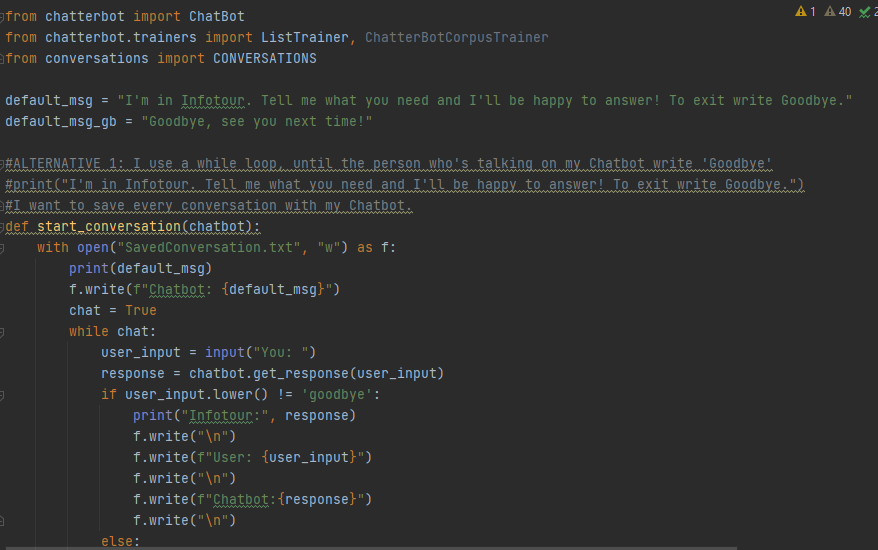 from chatterbot import ChatBot
1 40 2
from chatterbot.trainers import ListTrainer, ChatterBotCorpusTrainer
from conversations import CONVERSATIONS
default_msg = "I'm in Infotour. Tell me what you need and I'll be happy to answer! To exit write Goodbye."
default_msg_gb = "Goodbye, see you next time!"
#ALTERNATIVE 1: I use a while loop, until the person who's talking on my Chatbot write 'Goodbye'
#print("I'm in Infotour. Tell me what you need and I'll be happy to answer! To exit write Goodbye.")
#I want to save every conversation with my Chatbot.
def start_conversation(chatbot):
    with open("SavedConversation.txt", "w") as f:
        print(default_msg)
        f.write(f"Chatbot: {default_msg}")
        chat = True
        while chat:
            user_input = input("You: ")
            response = chatbot.get_response(user_input)
            if user_input.lower() != 'goodbye':
                print("Infotour:", response)
                f.write("\n")
                f.write(f"User: {user_input}")
                f.write("\n")
                f.write(f"Chatbot:{response}")
                f.write("\n")
            else: